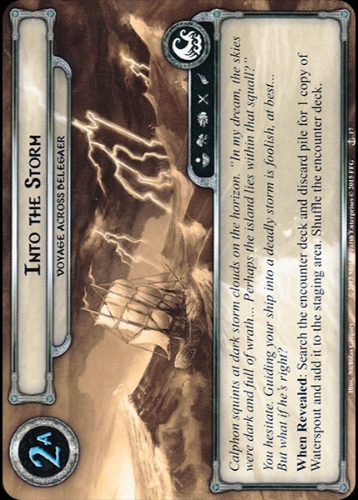 2A
INTO THE STORM
VOYAGE ACROSS BELEGAER
Calphon squints at dark storm clouds on the horizon. “In my dream, the skies
were dark and full of wrath… Perhaps the island lies within that squall?”
You hesitate. Guiding your ship into a deadly storm is foolish, at best…
But what if he's right?
When Revealed: Search the encounter deck and discard pile for 1 copy of
Waterspout and add it to the staging area. Shuffle the encounter deck.
Illus. Nicholas Gregory © 2015 Middle-earth Enterprises © 2015 FFG 37